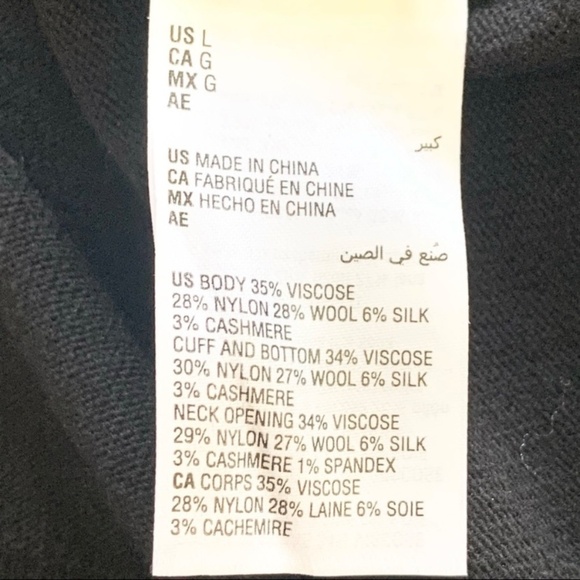 US L
CA G
MX G
AE
كبير
US MADE IN CHINA
CA FABRIQUÉ EN CHINE
MX HECHO EN CHINA
AE
صُنع في الصين
US BODY 35% VISCOSE
28% NYLON 28% WOOL 6% SILK
3% CASHMERE
CUFF AND BOTTOM 34% VISCOSE
30% NYLON 27% WOOL 6% SILK
3% CASHMERE
NECK OPENING 34% VISCOSE
29% NYLON 27% WOOL 6% SILK
3% CASHMERE 1% SPANDEX
CA CORPS 35% VISCOSE
28% NYLON 28% LAINE 6% SOIE
3% CACHEMIRE